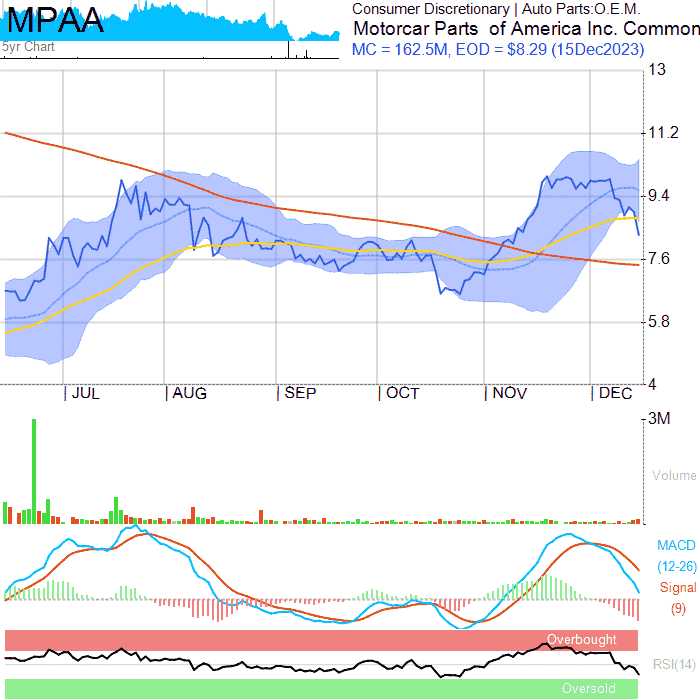 MPAA
5yr Chart
Consumer Discretionary | Auto Parts:O.E.M.
Motorcar Parts of America Inc. Common
MC = 162.5M, EOD = $8.29 (15Dec2023)
13
11.2
9.4
7.6
5.8
4
JUL AUG SEP OCT NOV DEC
3M
Volume
MACD
(12-26)
Signal
(9)
Overbought
RSI(14)
Oversold